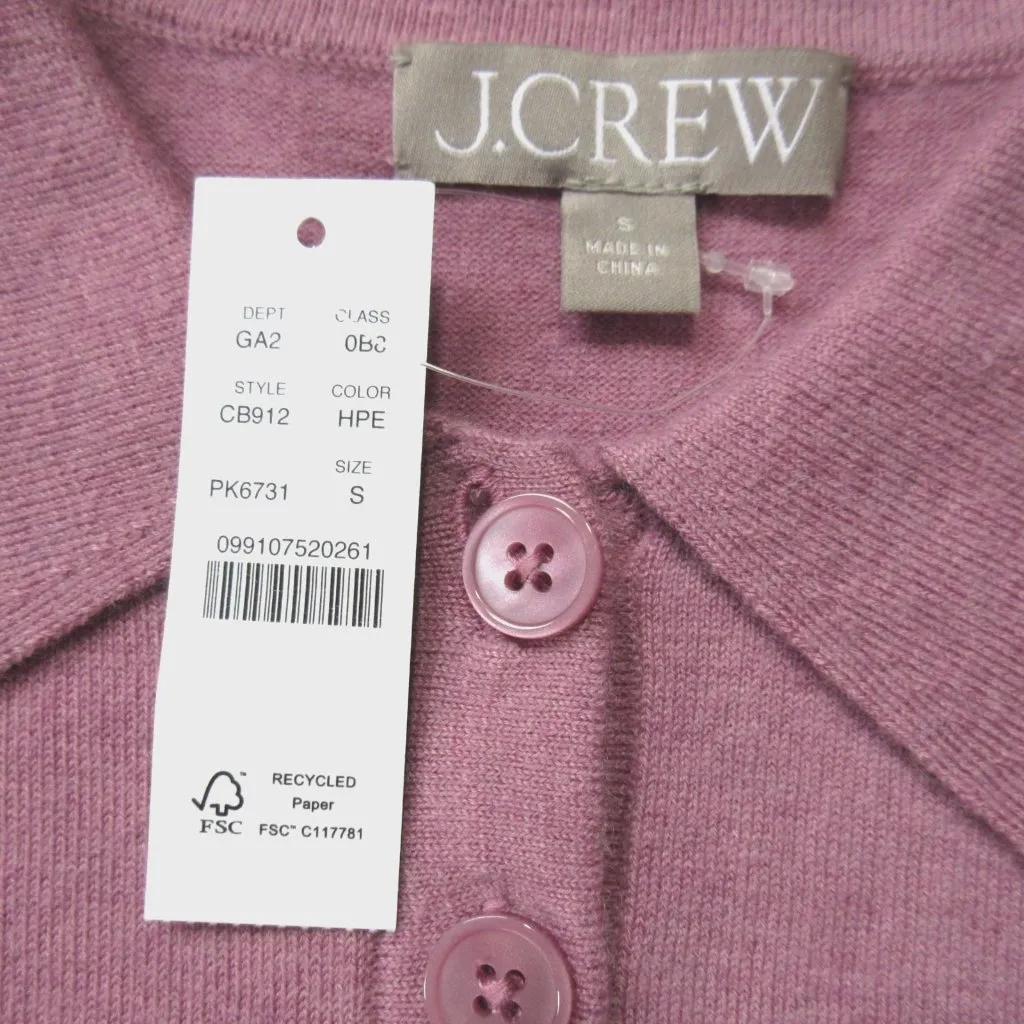 J.CREW
S
MADE IN
CHINA
DEPT CLASS
GA2
STYLE COLOR
CB912 HPE
SIZE
PK6731 S
099107520261
RECYCLED
Paper
FSC
FSC™ C117781